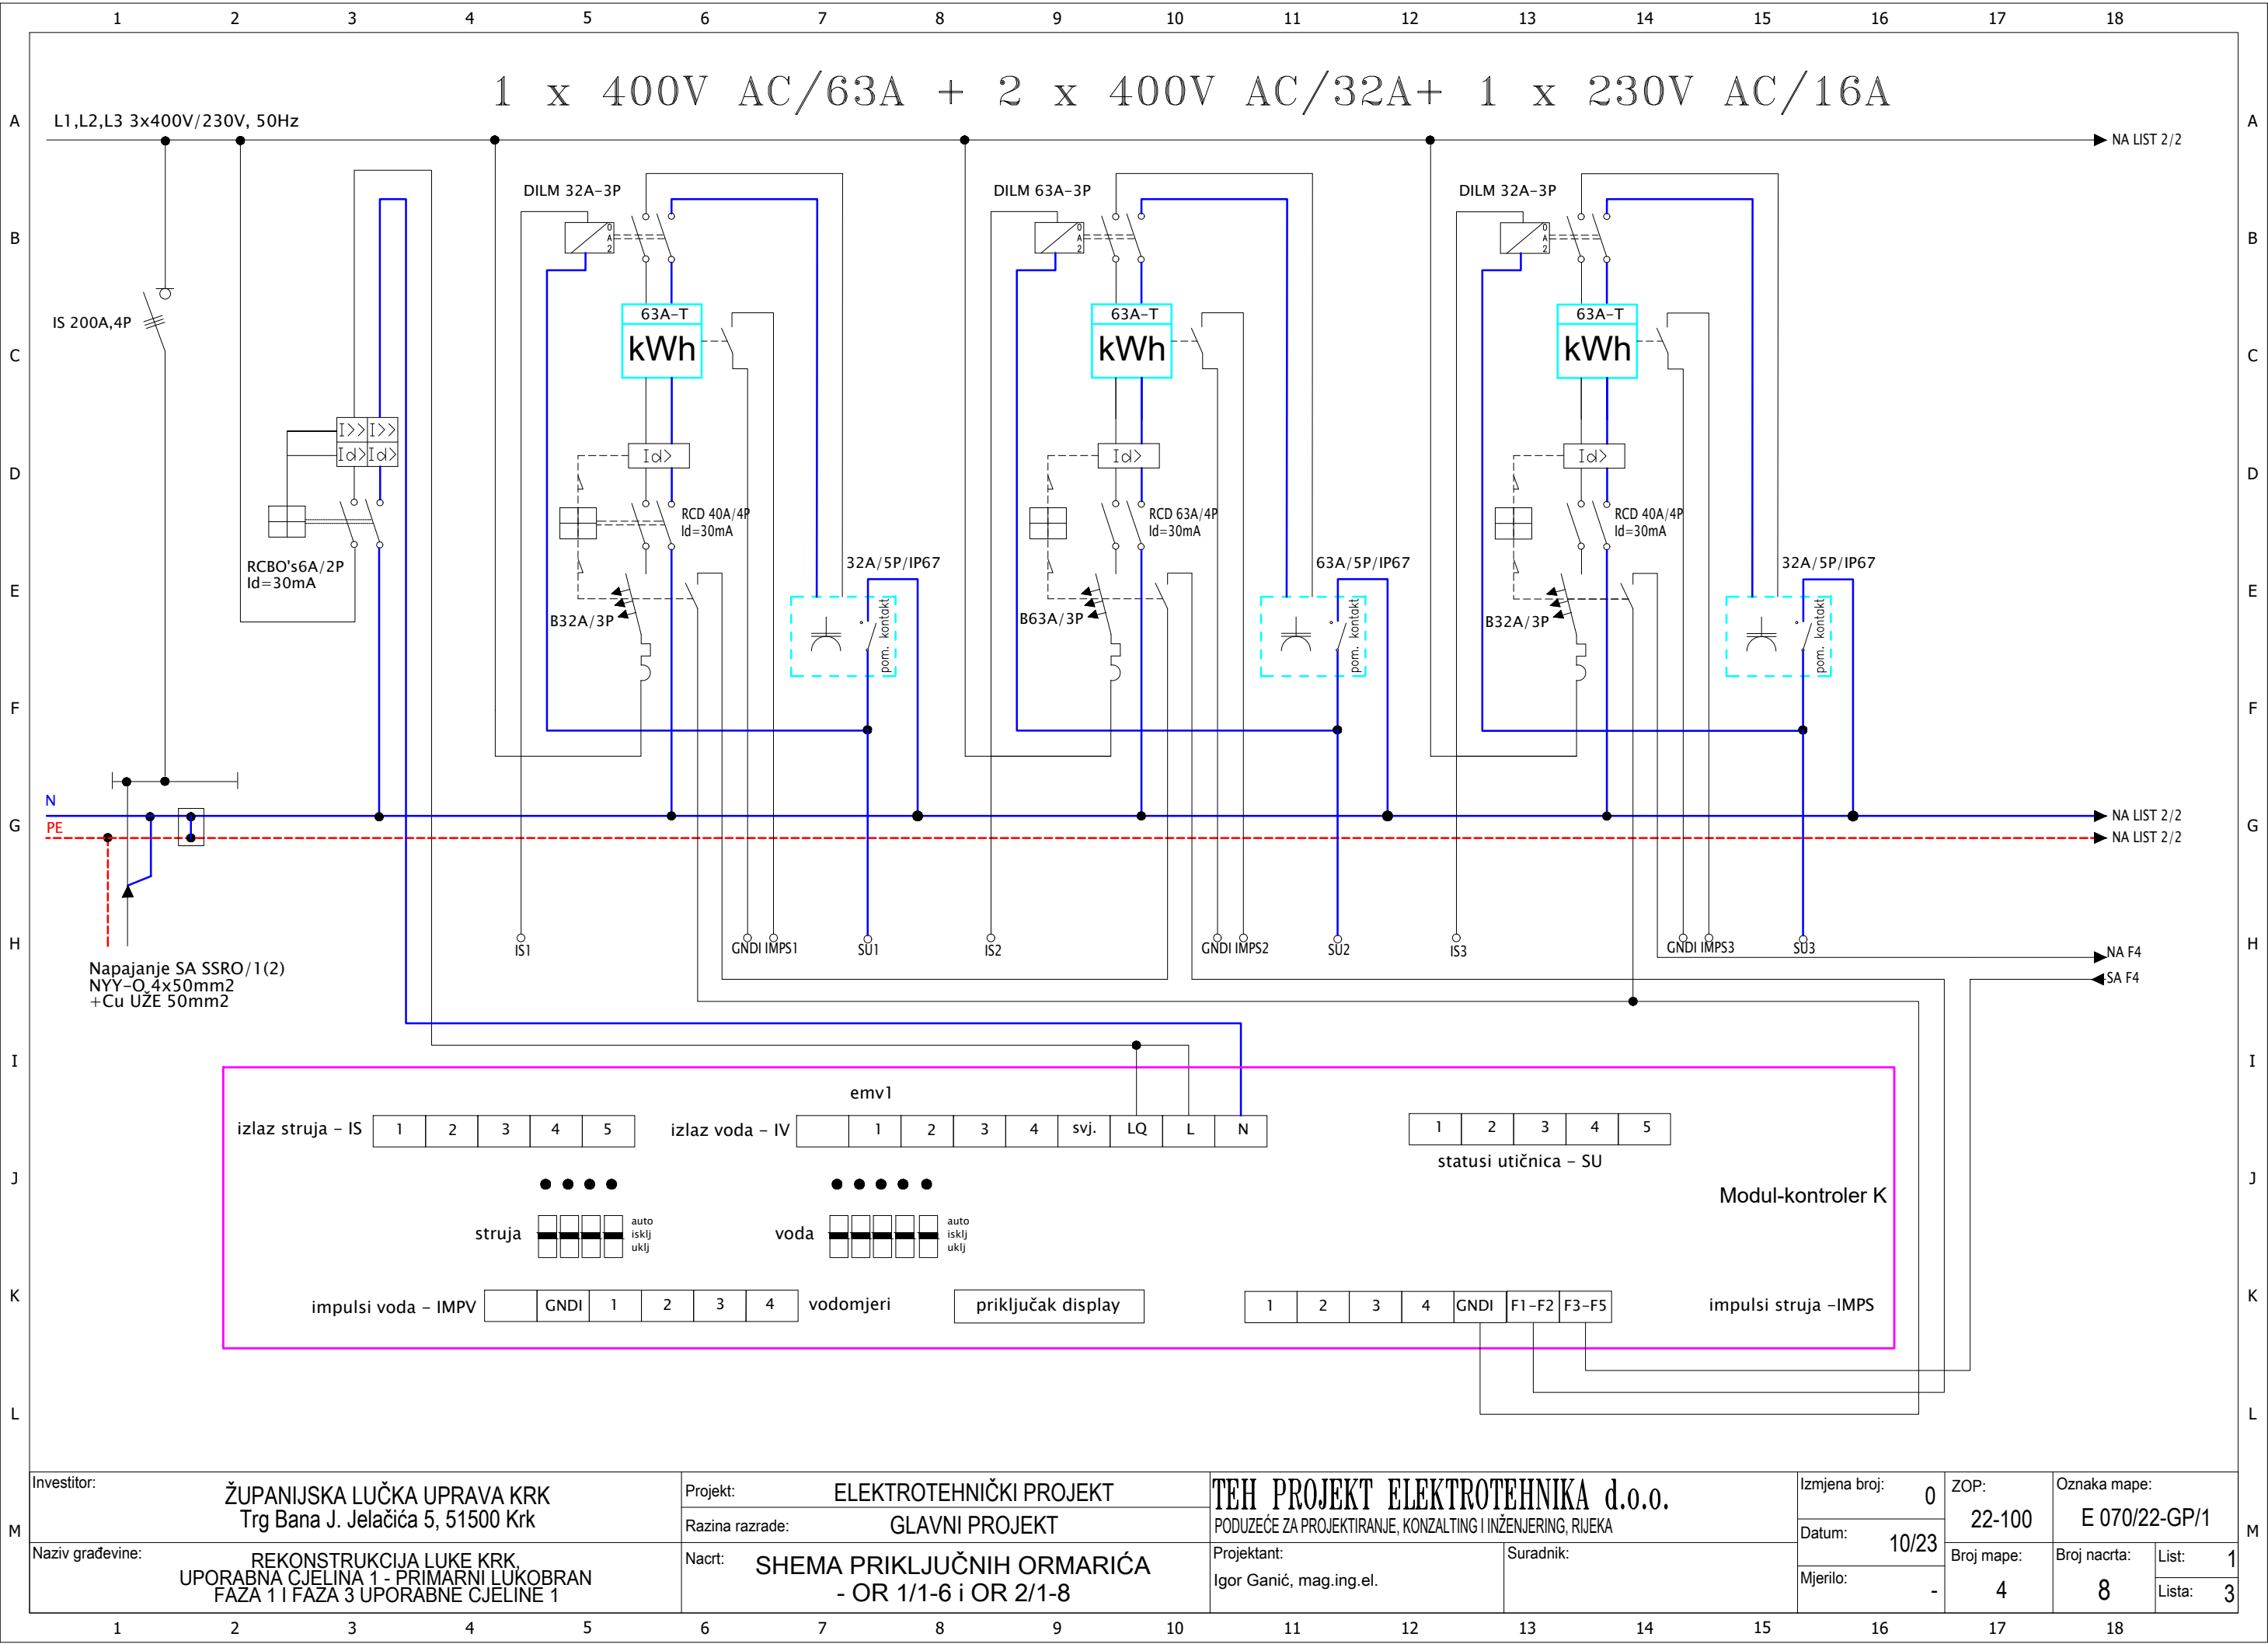 1 2 3 4 5 6 7 8 9 10 11 12 13 14 15 16 17 18
1 x 400V AC/63A + 2 x 400V AC/32A+ 1 x 230V AC/16A
A L1,L2,L3 3x400V/230V, 50Hz A
NA LIST 2/2
DILM 32A-3P DILM 63A-3P DILM 32A-3P
0 0 0
B A A A B
2 2 2
IS 200A,4P 63A-T 63A-T 63A-T
C kWh kWh kWh C
I>> I>>
Id> Id> Id> Id> Id>
D D
RCD 40A/4P RCD 63A/4P RCD 40A/4P
Id=30mA Id=30mA Id=30mA
RCBO's6A/2P 32A/5P/IP67 63A/5P/IP67 32A/5P/IP67
Id=30mA
E E
B32A/3P B63A/3P B32A/3P
pom. kontakt pom. kontakt pom. kontakt
F F
N NA LIST 2/2
G PE NA LIST 2/2 G
H IS1 GNDI IMPS1 SU1 IS2 GNDI IMPS2 SU2 IS3 GNDI IMPS3 SU3 H
NA F4
SA F4
Napajanje SA SSRO/1(2)
NYY-O 4x50mm2
+Cu UŽE 50mm2
I I
emv1
izlaz struja - IS 1 2 3 4 5 izlaz voda - IV 1 2 3 4 svj. LQ L N 1 2 3 4 5
statusi utičnica - SU
J J
Modul-kontroler K
struja auto isklj uklj voda auto isklj uklj
K K
impulsi voda - IMPV GNDI 1 2 3 4 vodomjeri priključak display 1 2 3 4 GNDI F1-F2 F3-F5 impulsi struja -IMPS
L L
Investitor:
ŽUPANIJSKA LUČKA UPRAVA KRK
Trg Bana J. Jelačića 5, 51500 Krk
Naziv građevine:
REKONSTRUKCIJA LUKE KRK,
UPORABNA CJELINA 1 - PRIMARNI LUKOBRAN
FAZA 1 I FAZA 3 UPORABNE CJELINE 1
Projekt: ELEKTROTEHNIČKI PROJEKT
Razina razrade: GLAVNI PROJEKT
Nacrt: SHEMA PRIKLJUČNIH ORMARIĆA
- OR 1/1-6 i OR 2/1-8
TEH PROJEKT ELEKTROTEHNIKA d.o.o.
PODUZEĆE ZA PROJEKTIRANJE, KONZALTING I INŽENJERING, RIJEKA
Projektant:
Igor Ganić, mag.ing.el.
Suradnik:
Izmjena broj: 0
Datum: 10/23
Mjerilo: -
ZOP:
22-100
Oznaka mape:
E 070/22-GP/1
Broj mape:
4
Broj nacrta:
8
List: 1
Lista: 3
M M
1 2 3 4 5 6 7 8 9 10 11 12 13 14 15 16 17 18